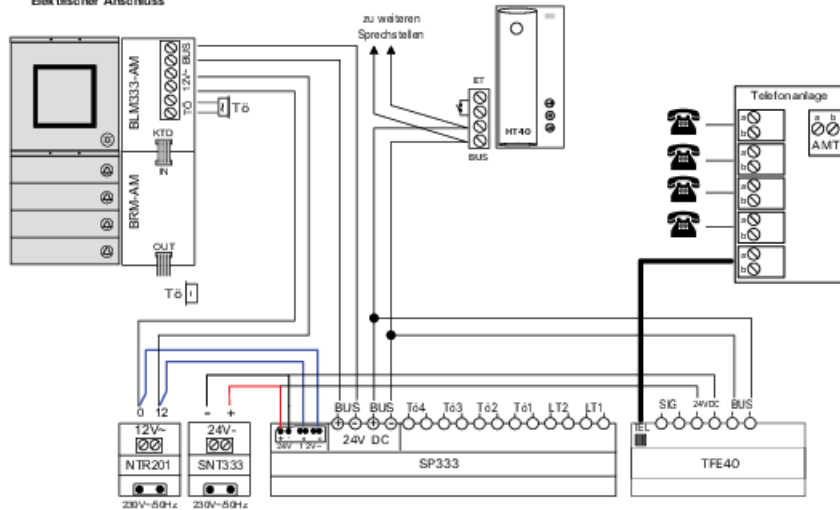 Elektrischer Anschluss
zu weiteren
Sprechstellen
BLM333-AM
BUS
12V~
TÖ
Tö
KTÖ
IN
BRM-AM
OUT
Tö
ET
BUS
HT40
Telefonanlage
a
b
a
b
a
b
a
b
a
b
a b
AMT
0 12
12V~
NTR201
230V~/50Hz
- +
24V-
SNT333
230V~/50Hz
BUS BUS Tö4 Tö3 Tö2 Tö1 LT2 LT1
+ - + -
24V 12V~
24V DC
SP333
SIG 24VDC BUS
TEL
TFE40